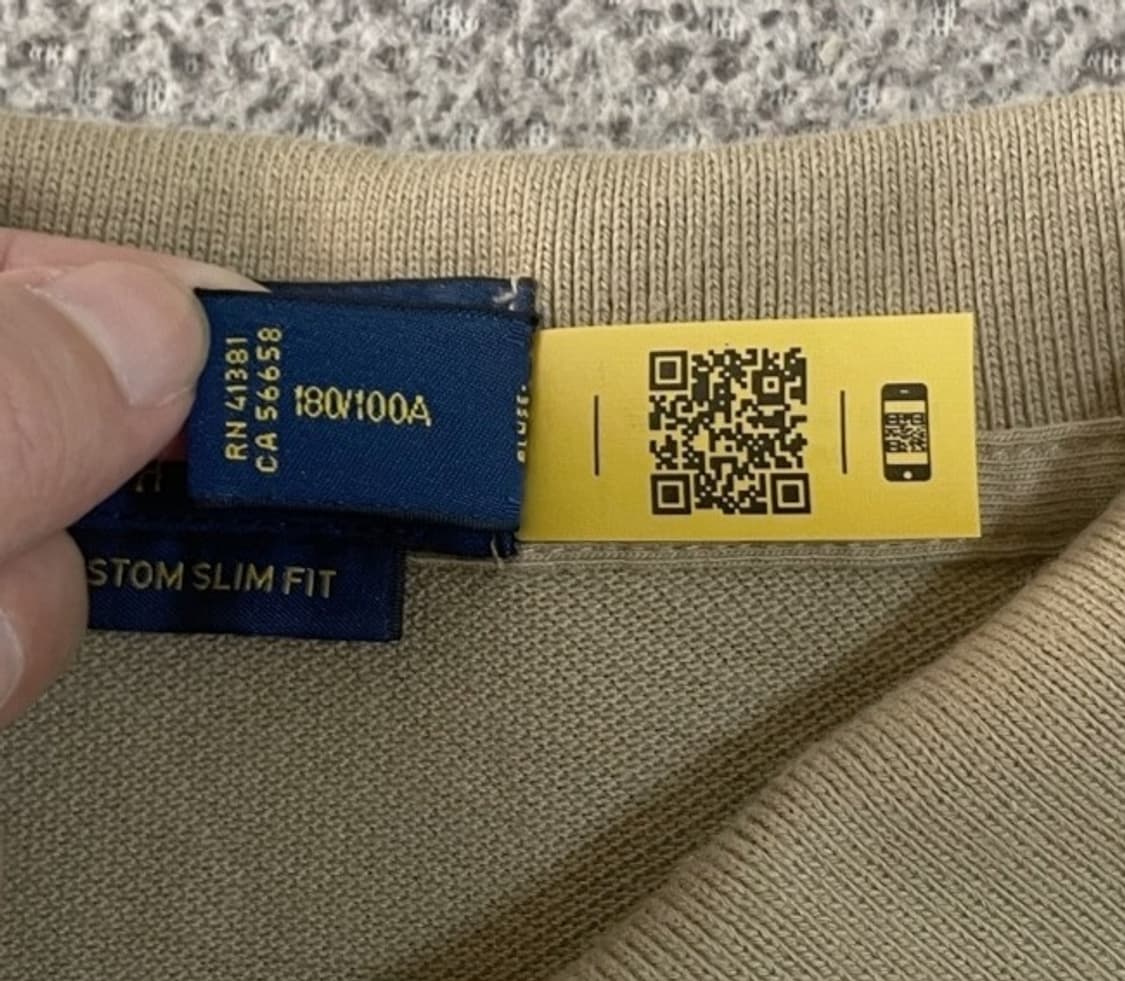 RN 41381
CA 56658
180/100A
STOM SLIM FIT